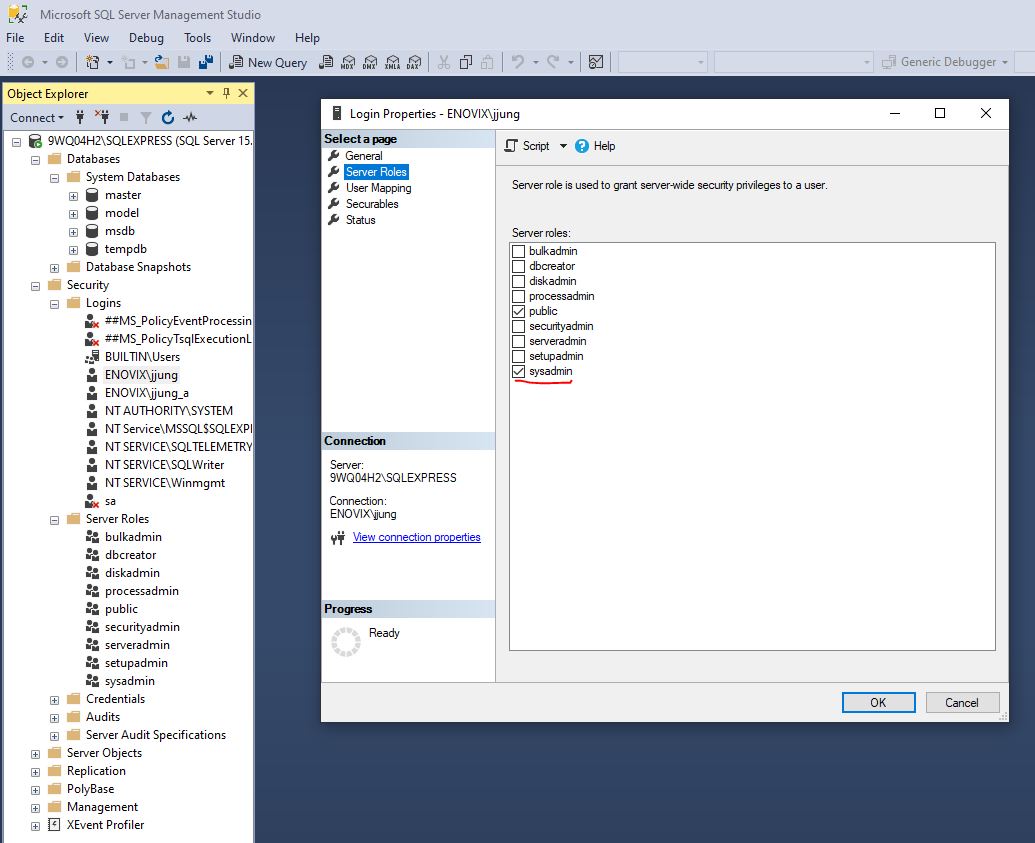 Microsoft SQL Server Management Studio
File Edit View Debug Tools Window Help
New Query MDX DMX XMLA DAX Generic Debugger
Object Explorer
Connect
9WQ04H2\SQLEXPRESS (SQL Server 15.
Databases
System Databases
master
model
msdb
tempdb
Database Snapshots
Security
Logins
##MS_PolicyEventProcessin
##MS_PolicyTsqlExecutionL
BUILTIN\Users
ENOVIX\jjung
ENOVIX\jjung_a
NT AUTHORITY\SYSTEM
NT Service\MSSQL$SQLEXPI
NT SERVICE\SQLTELEMETRY
NT SERVICE\SQLWriter
NT SERVICE\Winmgmt
sa
Server Roles
bulkadmin
dbcreator
diskadmin
processadmin
public
securityadmin
serveradmin
setupadmin
sysadmin
Credentials
Audits
Server Audit Specifications
Server Objects
Replication
PolyBase
Management
XEvent Profiler
Login Properties - ENOVIX\jjung
Select a page
General
Server Roles
User Mapping
Securables
Status
Connection
Server:
9WQ04H2\SQLEXPRESS
Connection:
ENOVIX\jjung
View connection properties
Progress
Ready
Script Help
Server role is used to grant server-wide security privileges to a user.
Server roles:
bulkadmin
dbcreator
diskadmin
processadmin
public
securityadmin
serveradmin
setupadmin
sysadmin
OK Cancel